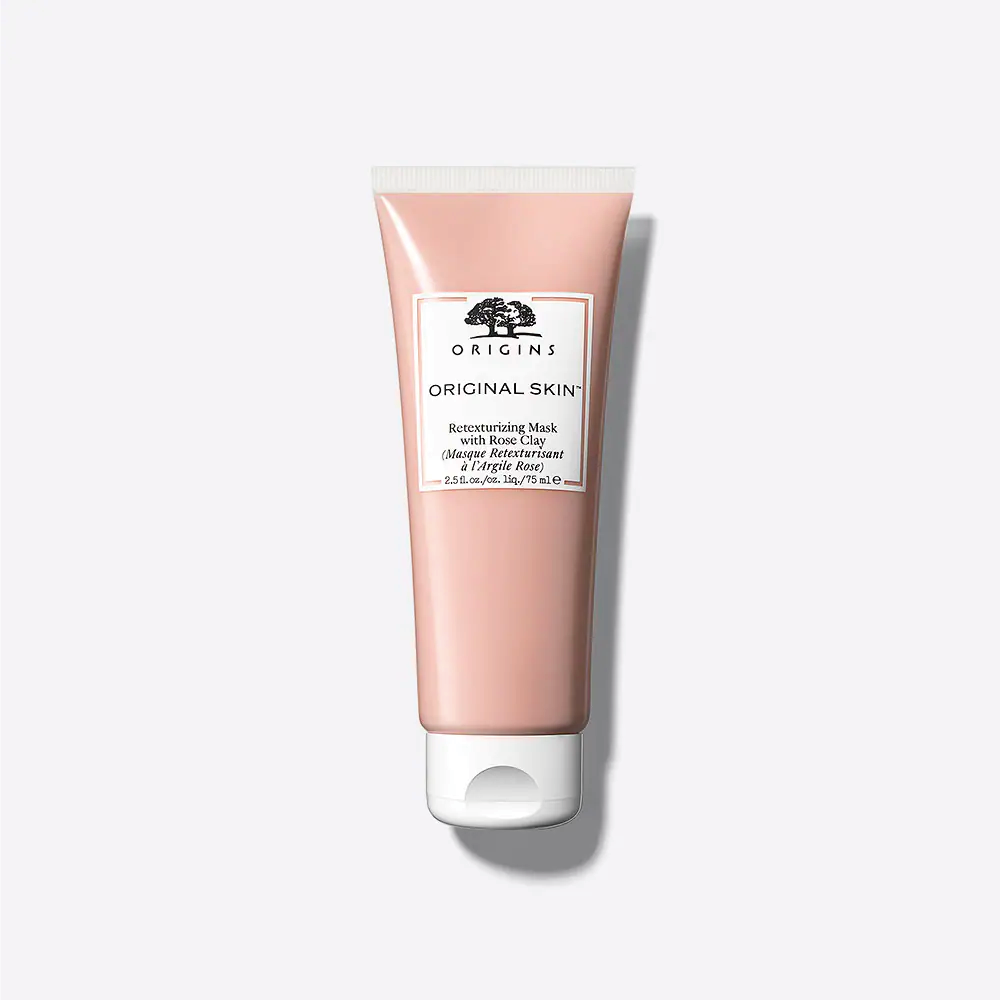 ORIGINS
ORIGINAL SKIN™
Retexturizing Mask
with Rose Clay
(Masque Retexturisant
à l'Argile Rose)
2.5 fl.oz./oz. liq./75 ml ℮